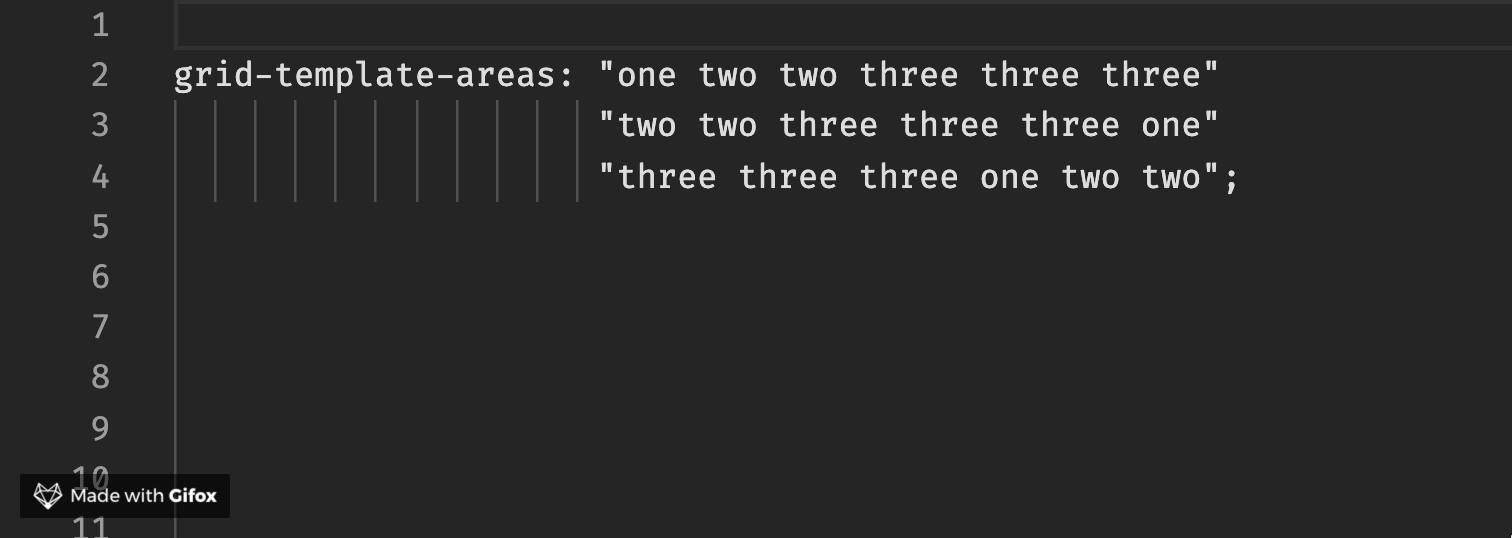 1
2 grid-template-areas: "one two two three three three"
3 "two two three three three one"
4 "three three three one two two";
5
6
7
8
9
10
Made with Gifox
11